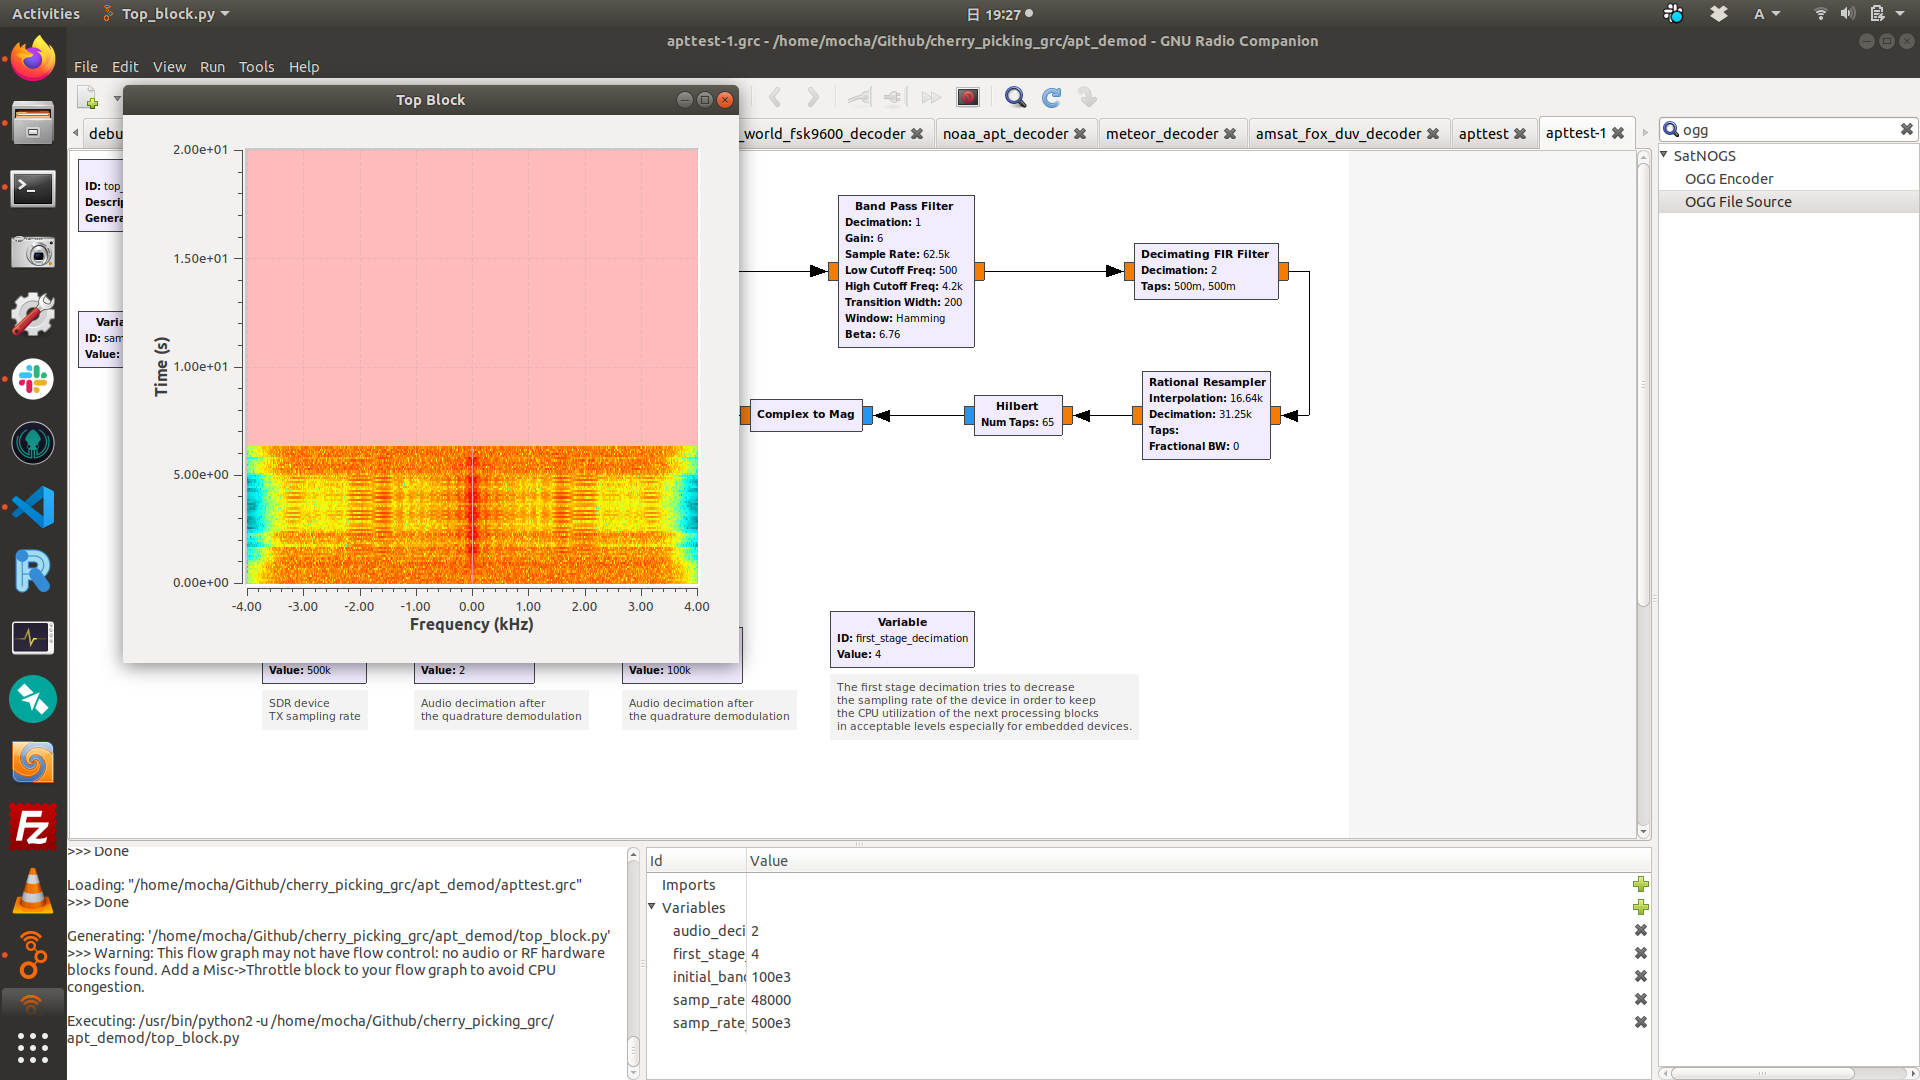 Activities
Top_block.py
日 19:27
A
apttest-1.grc - /home/mocha/Github/cherry_picking_grc/apt_demod - GNU Radio Companion
File Edit View Run Tools Help
Top Block
debu
_world_fsk9600_decoder
noaa_apt_decoder
meteor_decoder
amsat_fox_duv_decoder
apttest
apttest-1
ogg
SatNOGS
OGG Encoder
OGG File Source
ID: top_
Descrip
Genera
Varia
ID: sam
Value:
2.00e+01
1.50e+01
1.00e+01
5.00e+00
0.00e+00
Time (s)
-4.00 -3.00 -2.00 -1.00 0.00 1.00 2.00 3.00 4.00
Frequency (kHz)
Band Pass Filter
Decimation: 1
Gain: 6
Sample Rate: 62.5k
Low Cutoff Freq: 500
High Cutoff Freq: 4.2k
Transition Width: 200
Window: Hamming
Beta: 6.76
Decimating FIR Filter
Decimation: 2
Taps: 500m, 500m
Rational Resampler
Interpolation: 16.64k
Decimation: 31.25k
Taps:
Fractional BW: 0
Hilbert
Num Taps: 65
Complex to Mag
Value: 500k
SDR device
TX sampling rate
Value: 2
Audio decimation after
the quadrature demodulation
Value: 100k
Audio decimation after
the quadrature demodulation
Variable
ID: first_stage_decimation
Value: 4
The first stage decimation tries to decrease
the sampling rate of the device in order to keep
the CPU utilization of the next processing blocks
in acceptable levels especially for embedded devices.
>>> Done
Loading: "/home/mocha/Github/cherry_picking_grc/apt_demod/apttest.grc"
>>> Done
Generating: '/home/mocha/Github/cherry_picking_grc/apt_demod/top_block.py'
>>> Warning: This flow graph may not have flow control: no audio or RF hardware
blocks found. Add a Misc->Throttle block to your flow graph to avoid CPU
congestion.
Executing: /usr/bin/python2 -u /home/mocha/Github/cherry_picking_grc/
apt_demod/top_block.py
Id Value
Imports
Variables
audio_deci 2
first_stage_ 4
initial_banc 100e3
samp_rate 48000
samp_rate_ 500e3
R
Fz